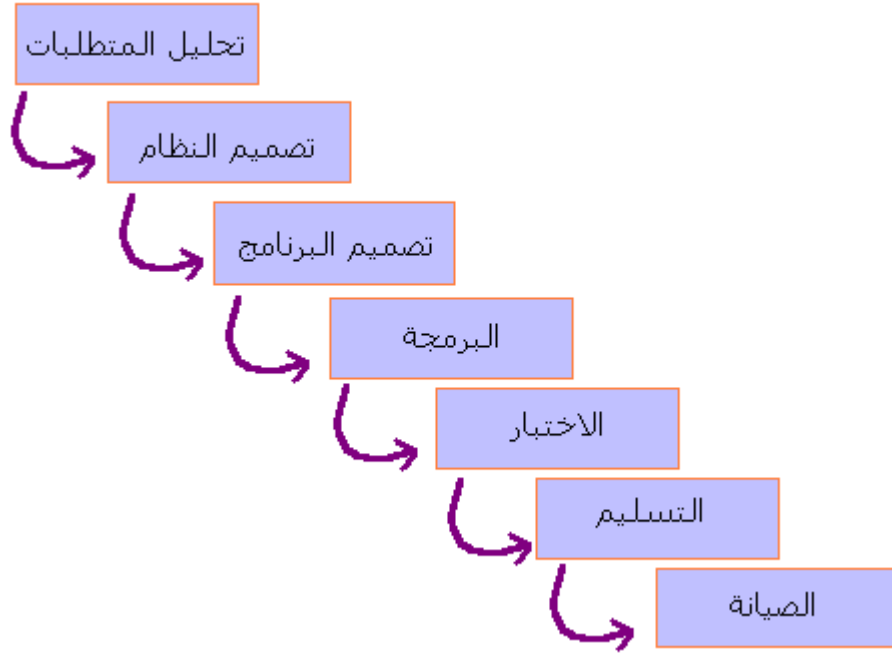 تحليل المتطلبات
تصميم النظام
تصميم البرنامج
البرمجة
الاختبار
التسليم
الصيانة